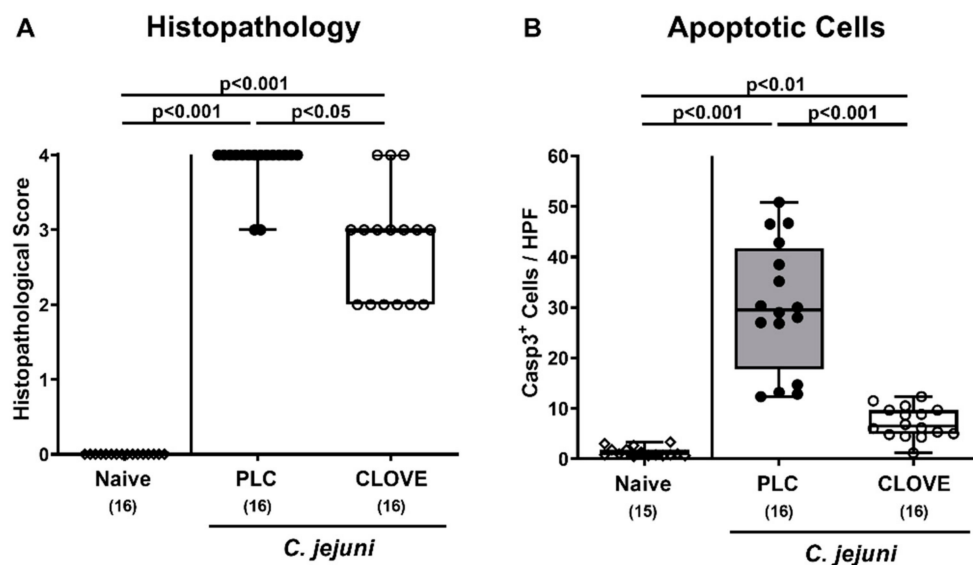 A Histopathology
p<0.001
p<0.001 p<0.05
Histopathological Score
4
3
2
1
0
Naive PLC CLOVE
(16) (16) (16)
C. jejuni
B Apoptotic Cells
p<0.01
p<0.001 p<0.001
Casp3⁺ Cells / HPF
60
50
40
30
20
10
0
Naive PLC CLOVE
(15) (16) (16)
C. jejuni